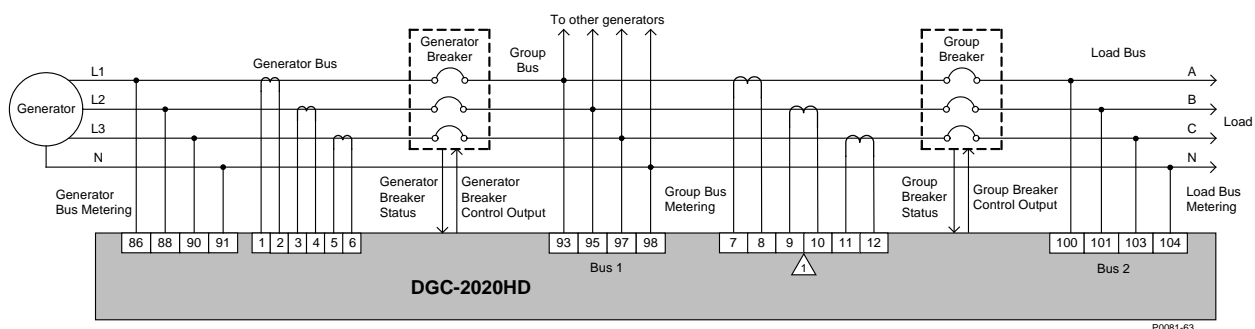 To other generators
Generator Breaker
Group Bus
Group Breaker
Load Bus
Generator Bus
L1
A
Generator
L2
B
L3
C
Load
N
N
Generator Bus Metering
Generator Breaker Status
Generator Breaker Control Output
Group Bus Metering
Group Breaker Status
Group Breaker Control Output
Load Bus Metering
86 88 90 91 1 2 3 4 5 6 93 95 97 98 7 8 9 10 11 12 100 101 103 104
Bus 1
1
Bus 2
DGC-2020HD
P0081-63